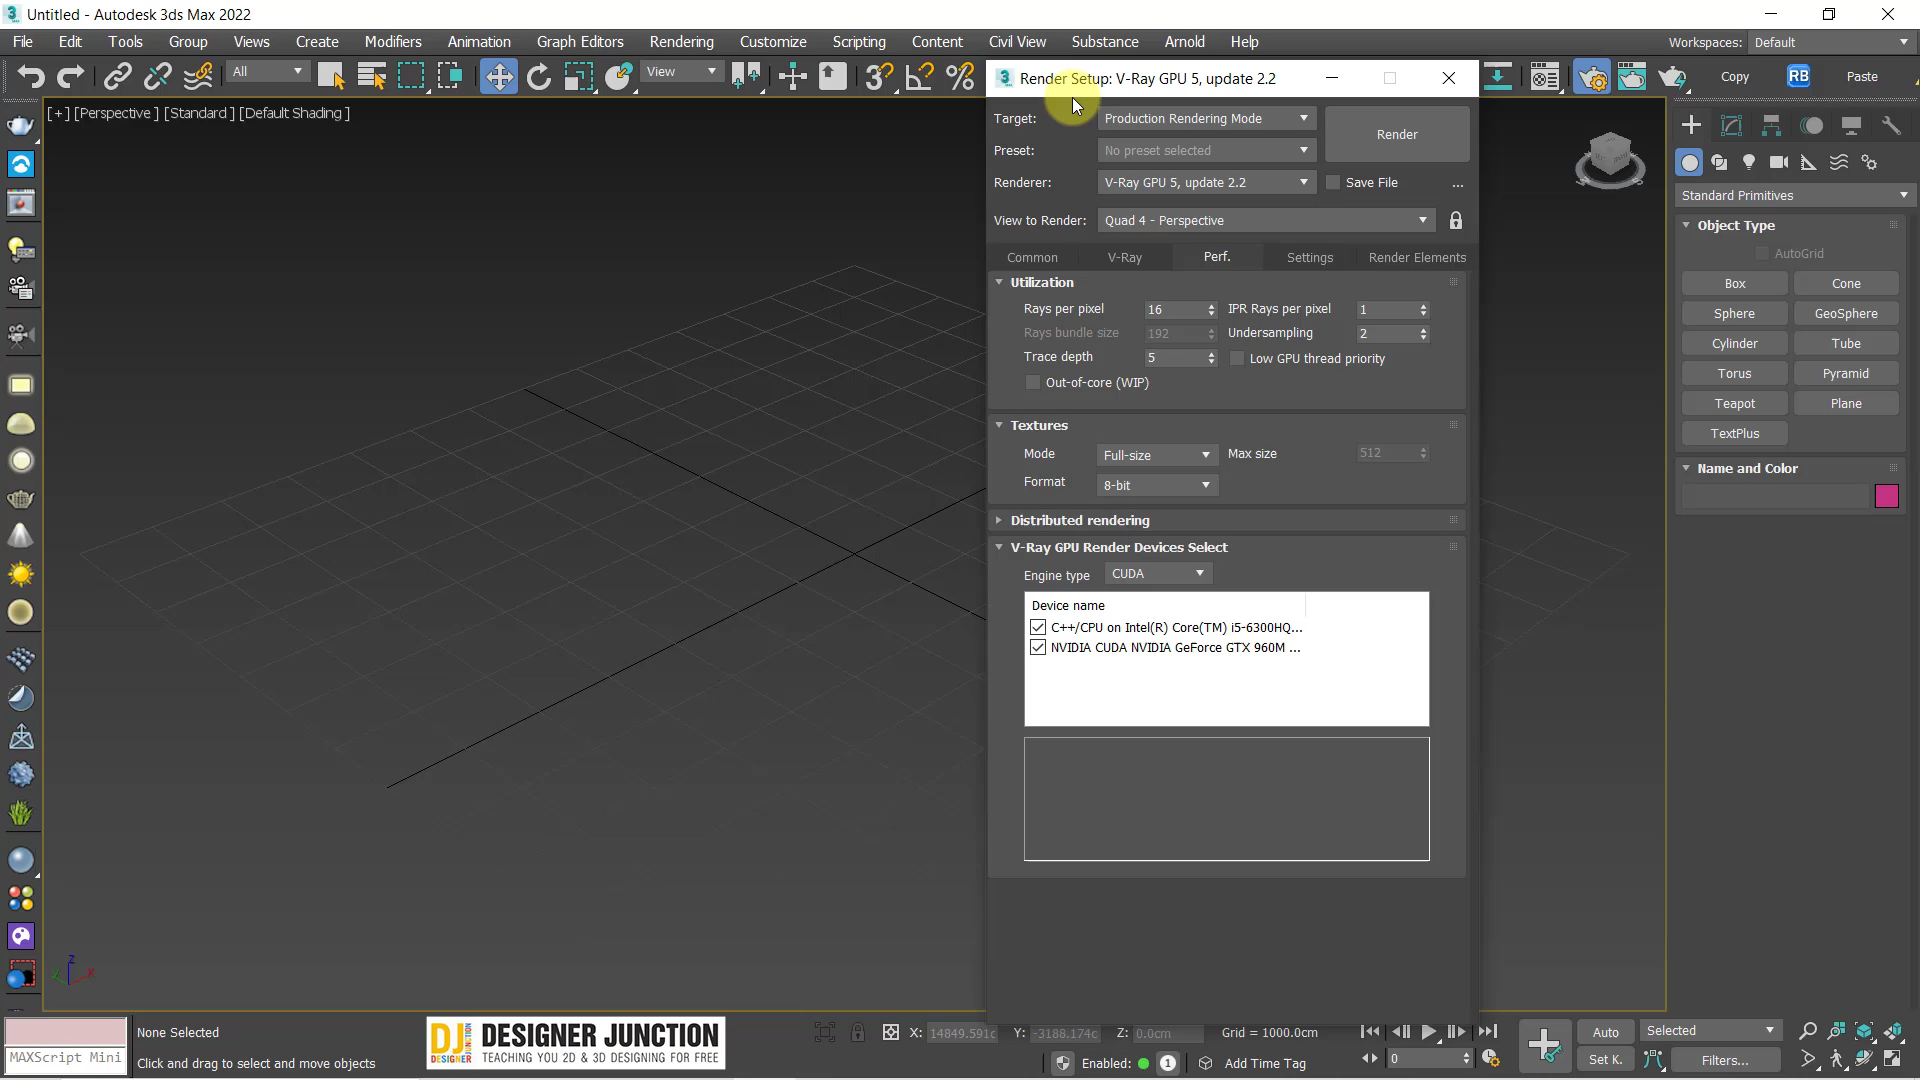 Untitled - Autodesk 3ds Max 2022
File Edit Tools Group Views Create Modifiers Animation Graph Editors Rendering Customize Scripting Content Civil View Substance Arnold Help
Workspaces: Default
All
View
Copy RB Paste
[+] [Perspective ] [Standard ] [Default Shading ]
Render Setup: V-Ray GPU 5, update 2.2
Target: Production Rendering Mode
Render
Preset: No preset selected
Renderer: V-Ray GPU 5, update 2.2
Save File ...
View to Render: Quad 4 - Perspective
Common V-Ray Perf. Settings Render Elements
Utilization
Rays per pixel 16 IPR Rays per pixel 1
Rays bundle size 192 Undersampling 2
Trace depth 5 Low GPU thread priority
Out-of-core (WIP)
Textures
Mode Full-size Max size 512
Format 8-bit
Distributed rendering
V-Ray GPU Render Devices Select
Engine type CUDA
Device name
C++/CPU on Intel(R) Core(TM) i5-6300HQ...
NVIDIA CUDA NVIDIA GeForce GTX 960M ...
Standard Primitives
Object Type
AutoGrid
Box Cone
Sphere GeoSphere
Cylinder Tube
Torus Pyramid
Teapot Plane
TextPlus
Name and Color
z
x
MAXScript Mini
None Selected
Click and drag to select and move objects
DJ
DESIGNER
JUNCTION
DESIGNER JUNCTION
TEACHING YOU 2D & 3D DESIGNING FOR FREE
X: 14849.591c Y: -3188.174c Z: 0.0cm Grid = 1000.0cm
Enabled: 1 Add Time Tag
0
Auto Selected
Set K. Filters...